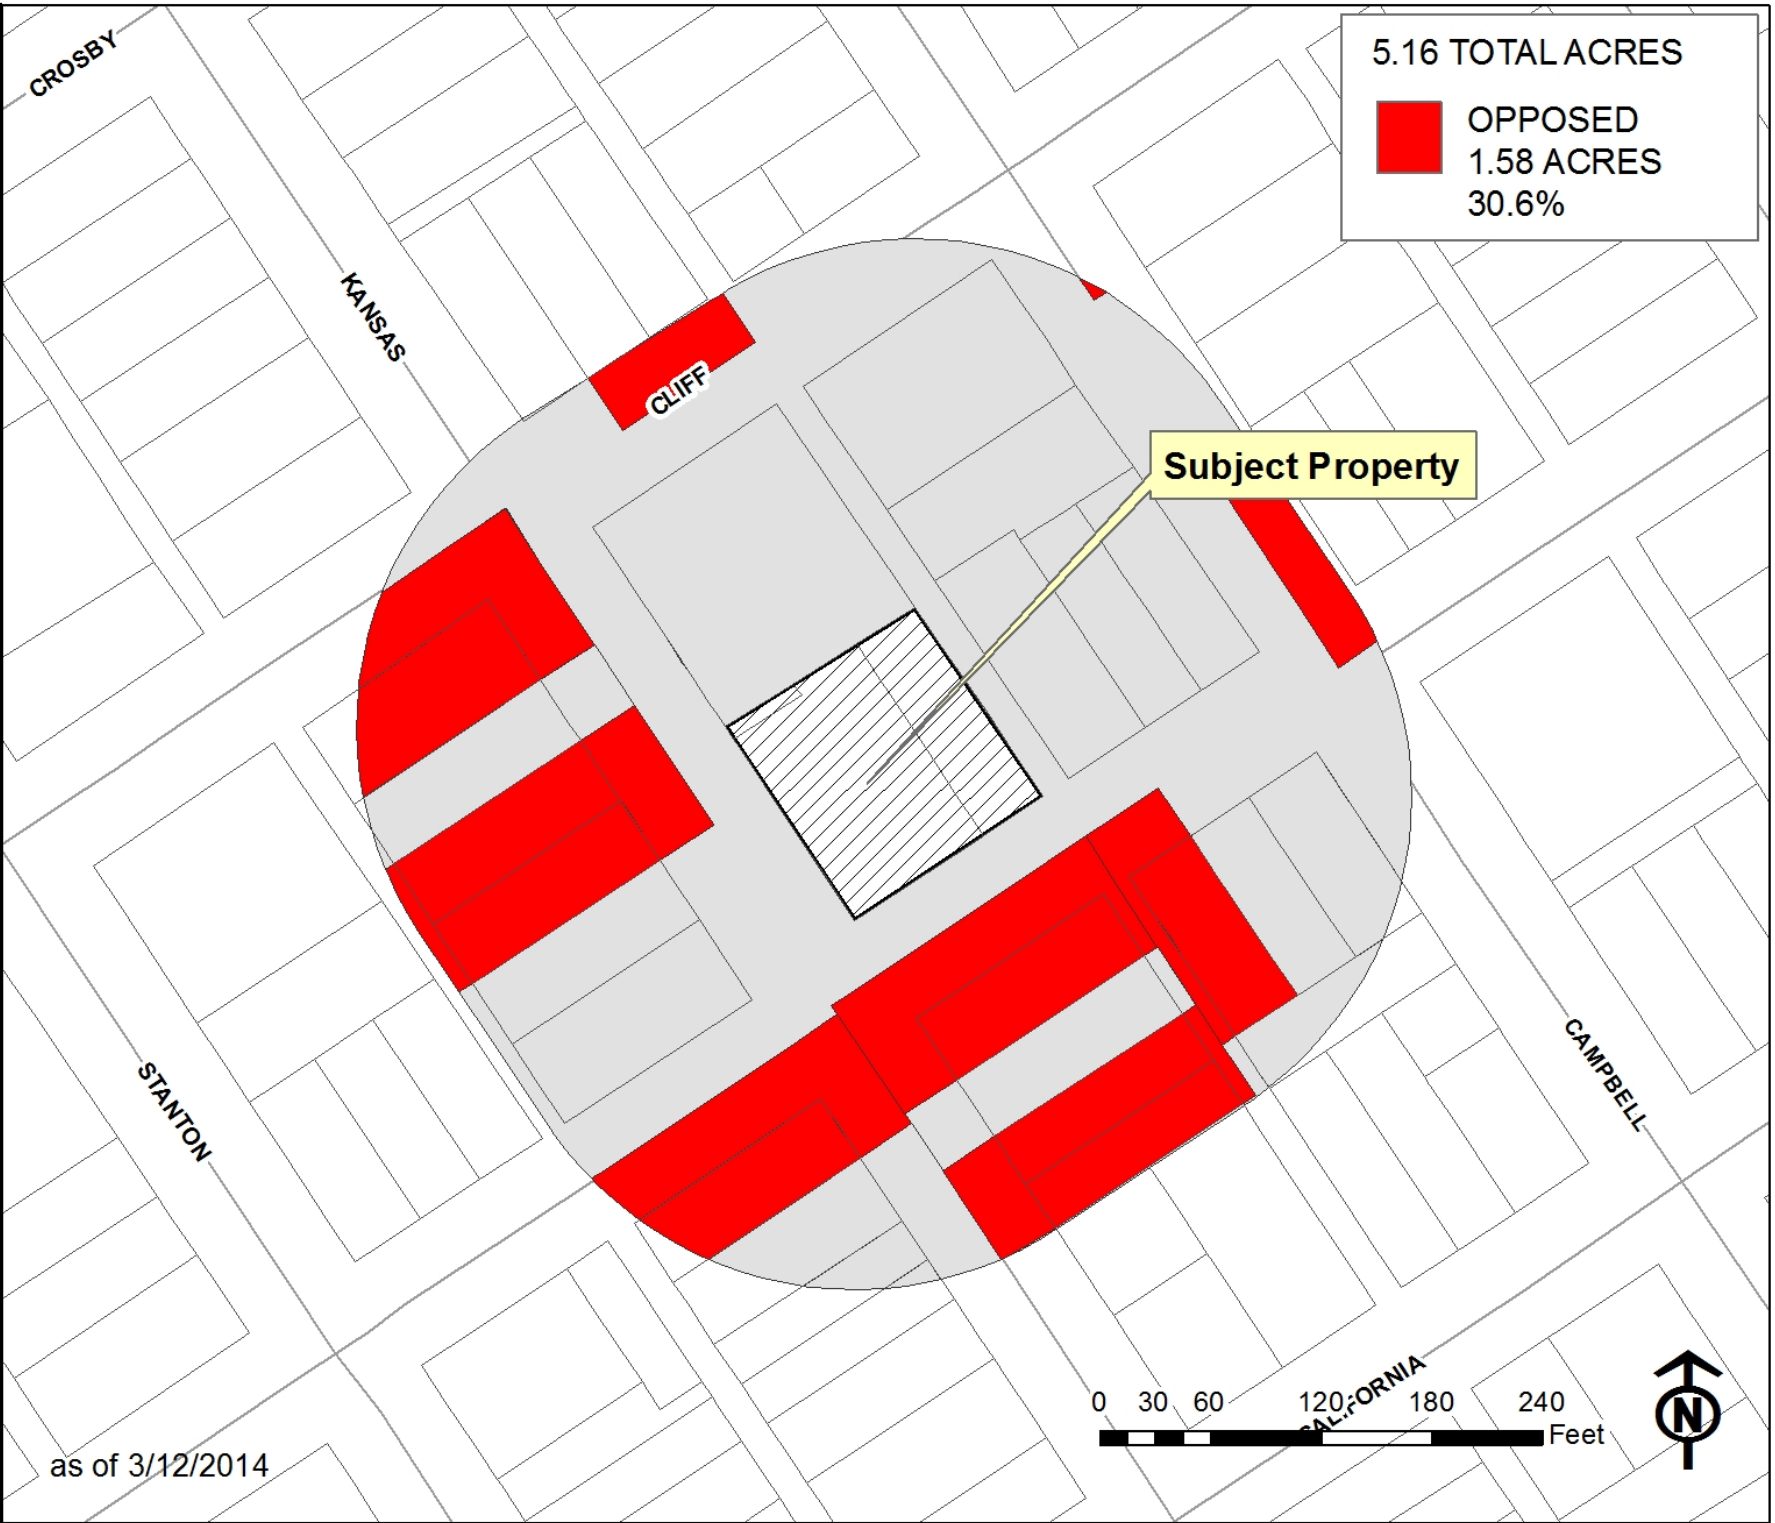 CROSBY
5.16 TOTAL ACRES
OPPOSED
1.58 ACRES
30.6%
KANSAS
CLIFF
Subject Property
STANTON
CAMPBELL
CALIFORNIA
0 30 60 120 180 240
Feet
N
as of 3/12/2014